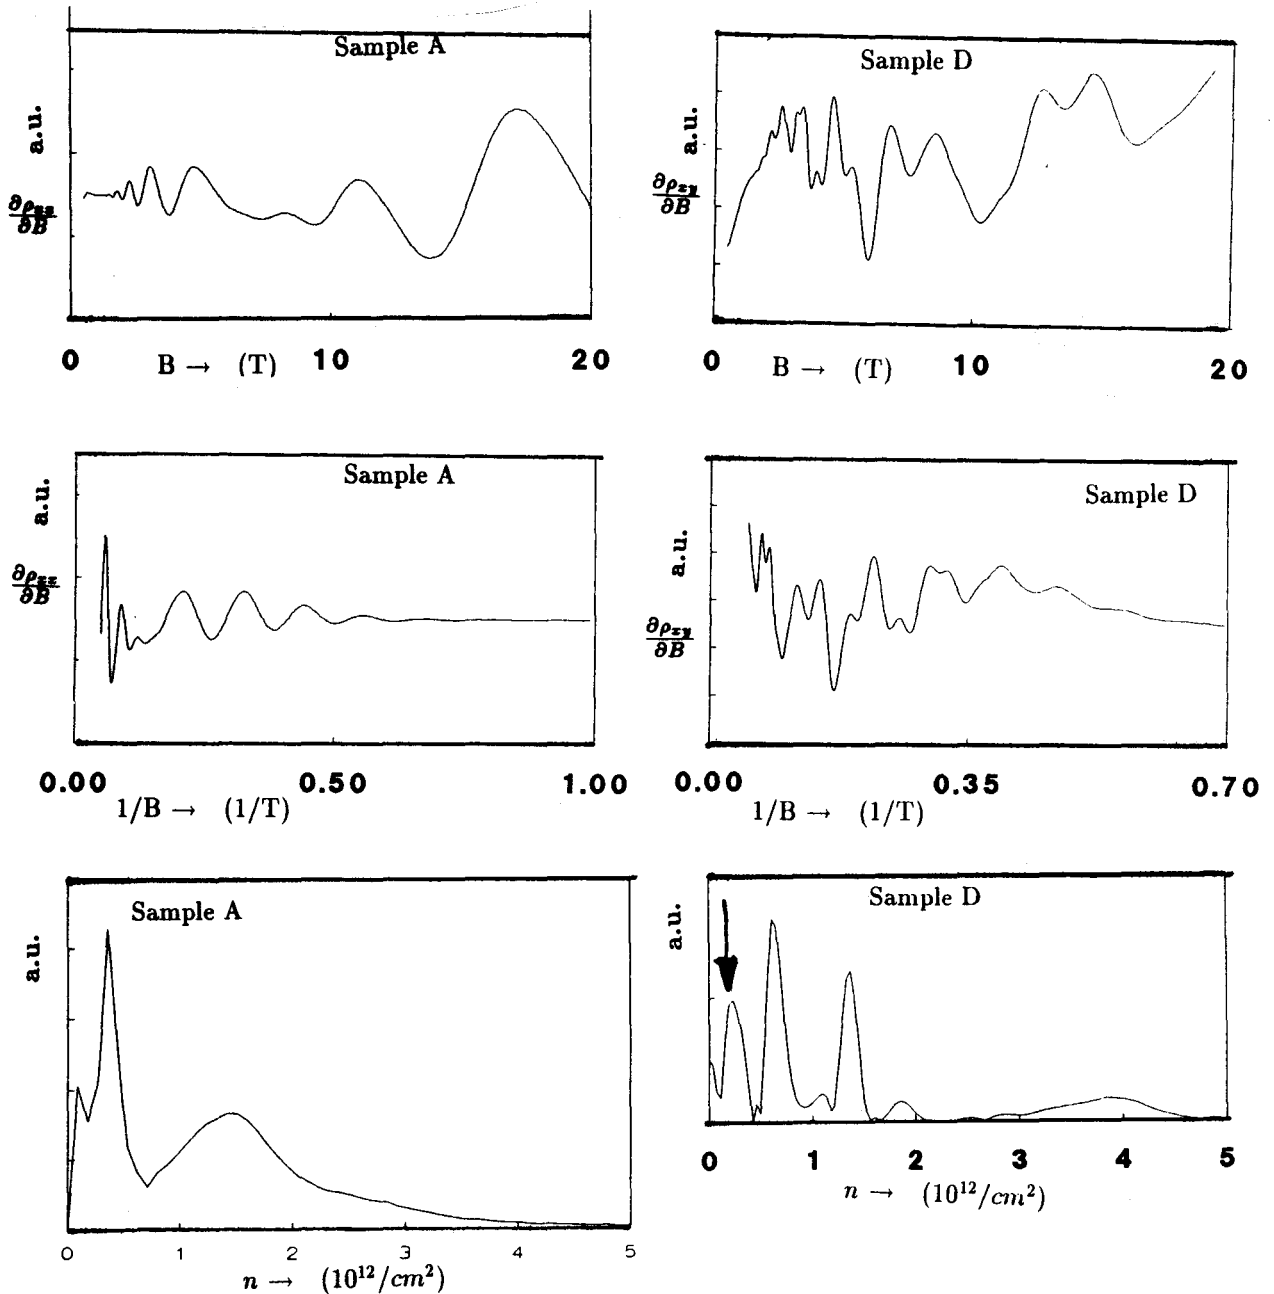 Sample A
a.u.
∂ρxx/∂B
0 10 20
B → (T)
Sample D
a.u.
∂ρxy/∂B
0 10 20
B → (T)
Sample A
a.u.
∂ρxx/∂B
0.00 0.50 1.00
1/B → (1/T)
Sample D
a.u.
∂ρxy/∂B
0.00 0.35 0.70
1/B → (1/T)
Sample A
a.u.
0 1 2 3 4 5
n → (10¹²/cm²)
Sample D
a.u.
0 1 2 3 4 5
n → (10¹²/cm²)